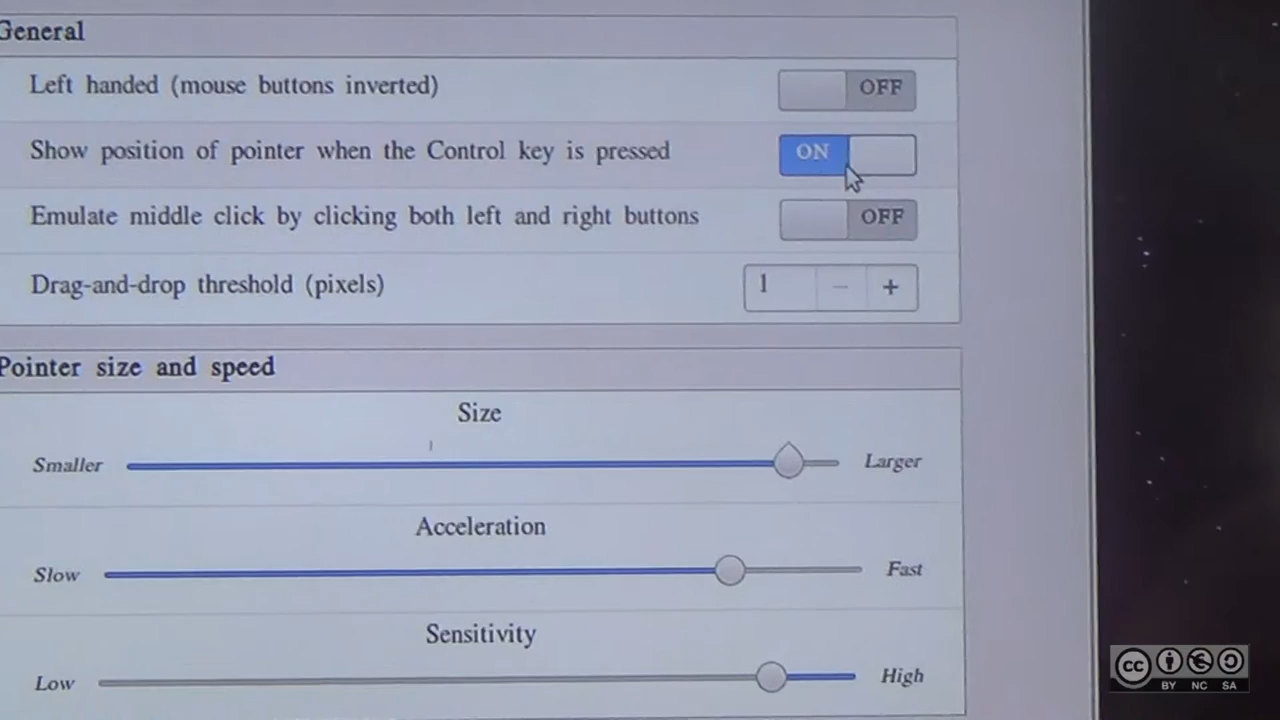 General
Left handed (mouse buttons inverted)
OFF
Show position of pointer when the Control key is pressed
ON
Emulate middle click by clicking both left and right buttons
OFF
Drag-and-drop threshold (pixels)
1 − +
Pointer size and speed
Size
Smaller
Larger
Acceleration
Slow
Fast
Sensitivity
Low
High
cc
BY NC SA